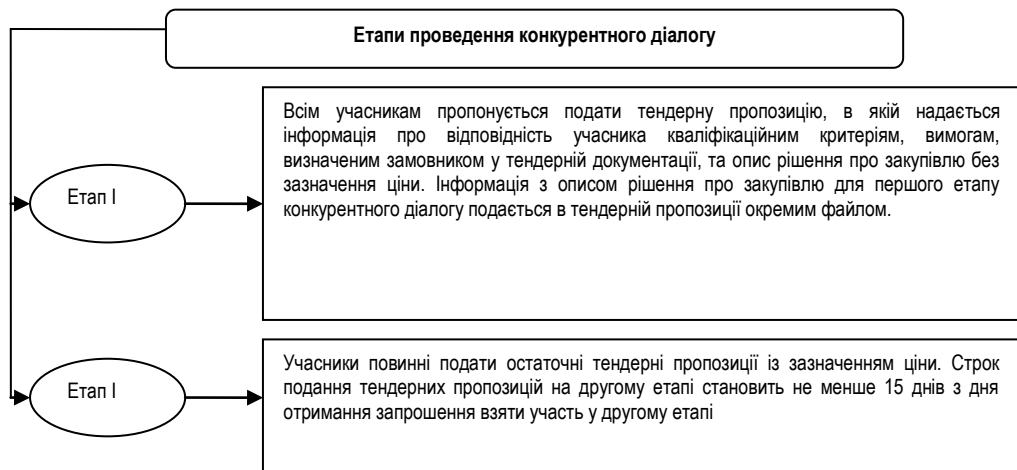 Етапи проведення конкурентного діалогу
Всім учасникам пропонується подати тендерну пропозицію, в якій надається
інформація про відповідність учасника кваліфікаційним критеріям, вимогам,
визначеним замовником у тендерній документації, та опис рішення про закупівлю без
зазначення ціни. Інформація з описом рішення про закупівлю для першого етапу
конкурентного діалогу подається в тендерній пропозиції окремим файлом.
Етап І
Учасники повинні подати остаточні тендерні пропозиції із зазначенням ціни. Строк
подання тендерних пропозицій на другому етапі становить не менше 15 днів з дня
отримання запрошення взяти участь у другому етапі
Етап І